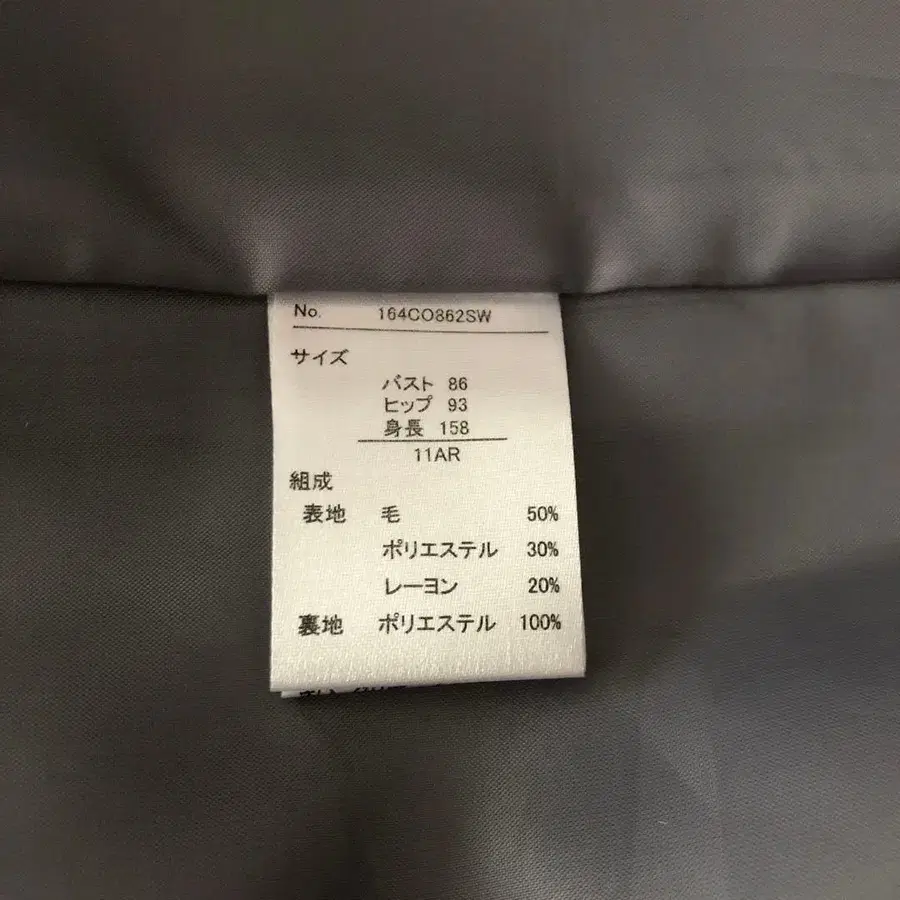 No. 164CO862SW
サイズ
バスト 86
ヒップ 93
身長 158
11AR
組成
表地 毛 50%
ポリエステル 30%
レーヨン 20%
裏地 ポリエステル 100%